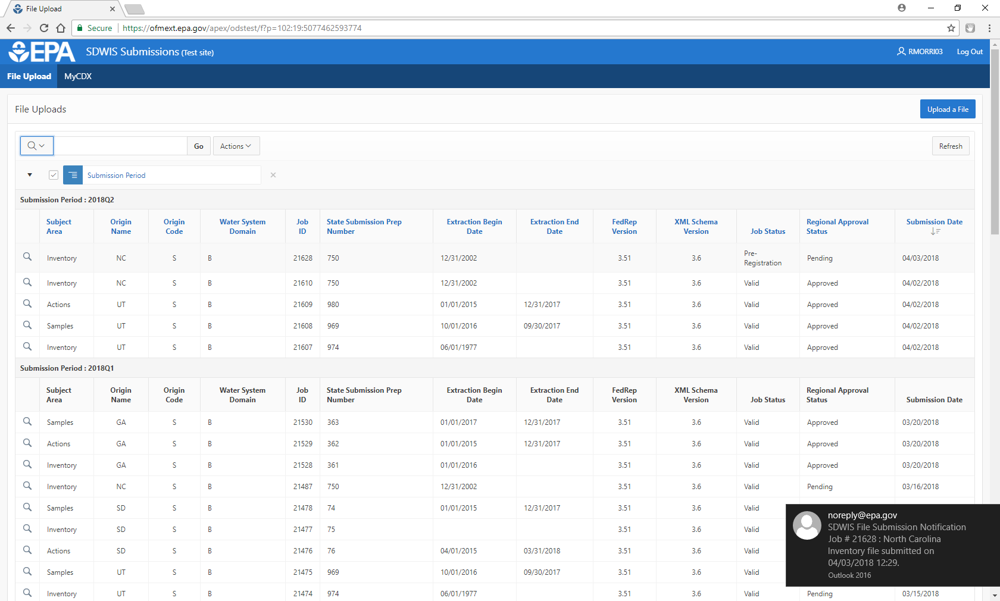 File Upload
Secure https://ofmext.epa.gov/apex/odstest/f?p=102:19:5077462593774
EPA SDWIS Submissions (Test site) RMORRI03 Log Out
File Upload MyCDX
File Uploads Upload a File
Go Actions Refresh
Submission Period
Submission Period : 2018Q2
Subject Area Origin Name Origin Code Water System Domain Job ID State Submission Prep Number Extraction Begin Date Extraction End Date FedRep Version XML Schema Version Job Status Regional Approval Status Submission Date
Inventory NC S B 21628 750 12/31/2002 3.51 3.6 Pre-Registration Pending 04/03/2018
Inventory NC S B 21610 750 12/31/2002 3.51 3.6 Valid Approved 04/02/2018
Actions UT S B 21609 980 01/01/2015 12/31/2017 3.51 3.6 Valid Approved 04/02/2018
Samples UT S B 21608 969 10/01/2016 09/30/2017 3.51 3.6 Valid Approved 04/02/2018
Inventory UT S B 21607 974 06/01/1977 3.51 3.6 Valid Approved 04/02/2018
Submission Period : 2018Q1
Subject Area Origin Name Origin Code Water System Domain Job ID State Submission Prep Number Extraction Begin Date Extraction End Date FedRep Version XML Schema Version Job Status Regional Approval Status Submission Date
Samples GA S B 21530 363 01/01/2017 12/31/2017 3.51 3.6 Valid Approved 03/20/2018
Actions GA S B 21529 362 01/01/2015 12/31/2017 3.51 3.6 Valid Approved 03/20/2018
Inventory GA S B 21528 361 01/01/2016 3.51 3.6 Valid Approved 03/20/2018
Inventory NC S B 21487 750 12/31/2002 3.51 3.6 Valid Pending 03/16/2018
Samples SD S B 21478 74 01/01/2015 12/31/2017 3.51 3.6 Valid
Inventory SD S B 21477 75 3.51 3.6 Valid
Actions SD S B 21476 76 04/01/2015 03/31/2018 3.51 3.6 Valid
Samples UT S B 21475 969 10/01/2016 09/30/2017 3.51 3.6 Valid
Inventory UT S B 21474 974 06/01/1977 3.51 3.6 Valid Pending 03/15/2018
noreply@epa.gov
SDWIS File Submission Notification
Job # 21628 : North Carolina
Inventory file submitted on
04/03/2018 12:29.
Outlook 2016